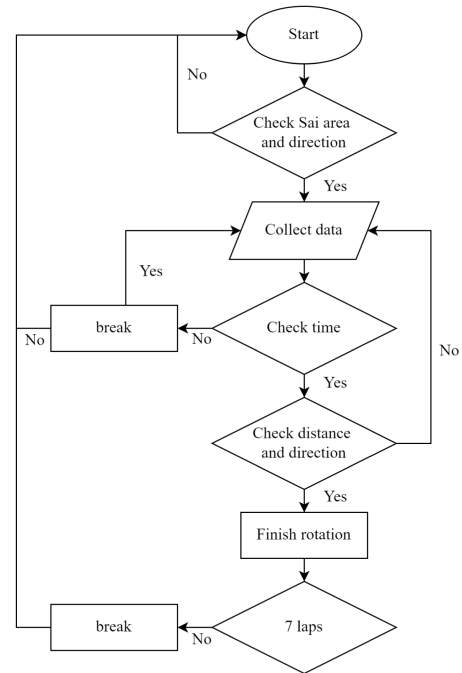 Start
No
Check Sai area
and direction
Yes
Collect data
Yes
break
No
No
Check time
No
Yes
Check distance
and direction
Yes
Finish rotation
break
No
7 laps